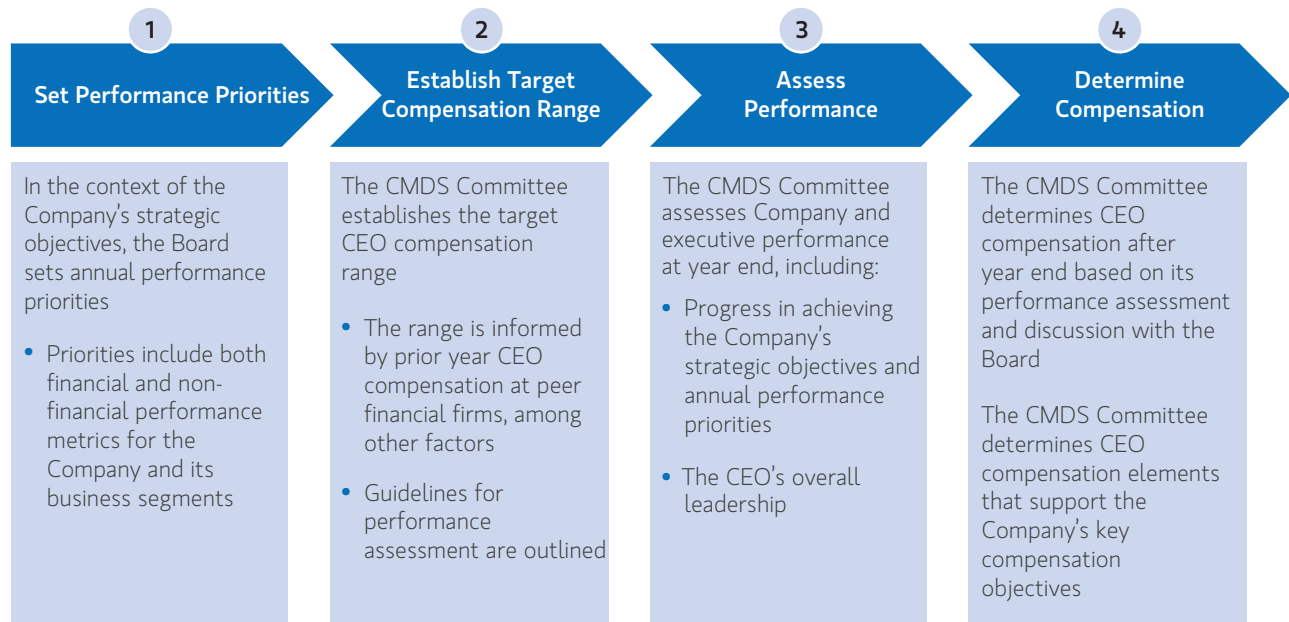 1
Set Performance Priorities
In the context of the
Company's strategic
objectives, the Board
sets annual performance
priorities
• Priorities include both
financial and non-
financial performance
metrics for the
Company and its
business segments
2
Establish Target
Compensation Range
The CMDS Committee
establishes the target
CEO compensation
range
• The range is informed
by prior year CEO
compensation at peer
financial firms, among
other factors
• Guidelines for
performance
assessment are outlined
3
Assess
Performance
The CMDS Committee
assesses Company and
executive performance
at year end, including:
• Progress in achieving
the Company's
strategic objectives and
annual performance
priorities
• The CEO's overall
leadership
4
Determine
Compensation
The CMDS Committee
determines CEO
compensation after
year end based on its
performance assessment
and discussion with the
Board
The CMDS Committee
determines CEO
compensation elements
that support the
Company's key
compensation
objectives